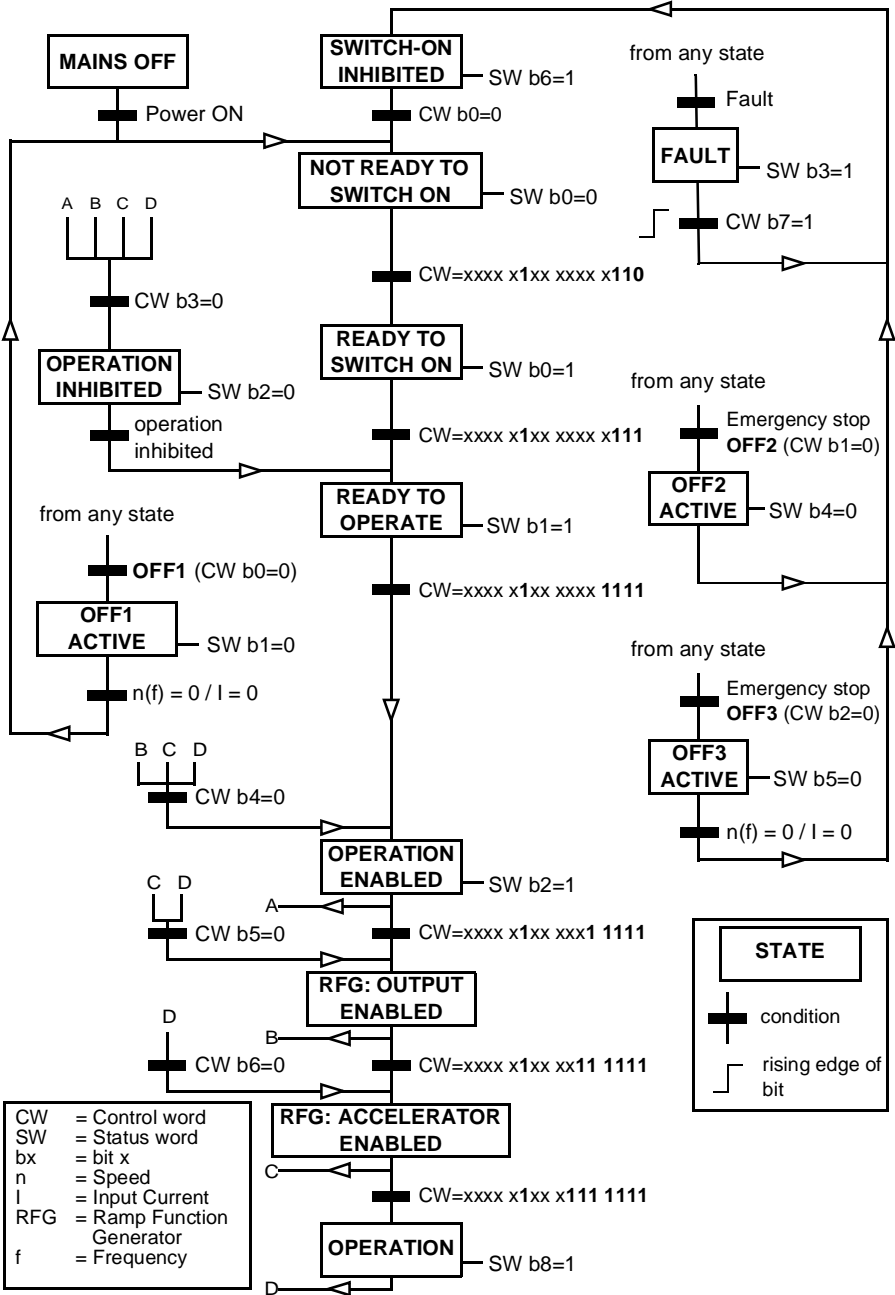 MAINS OFF
Power ON
SWITCH-ON
INHIBITED
SW b6=1
CW b0=0
from any state
Fault
FAULT
SW b3=1
CW b7=1
NOT READY TO
SWITCH ON
SW b0=0
A B C D
CW b3=0
OPERATION
INHIBITED
SW b2=0
operation
inhibited
CW=xxxx x1xx xxxx x110
READY TO
SWITCH ON
SW b0=1
CW=xxxx x1xx xxxx x111
from any state
Emergency stop
OFF2 (CW b1=0)
OFF2
ACTIVE
SW b4=0
READY TO
OPERATE
SW b1=1
CW=xxxx x1xx xxxx 1111
from any state
OFF1 (CW b0=0)
OFF1
ACTIVE
SW b1=0
n(f) = 0 / I = 0
from any state
Emergency stop
OFF3 (CW b2=0)
OFF3
ACTIVE
SW b5=0
n(f) = 0 / I = 0
B C D
CW b4=0
OPERATION
ENABLED
SW b2=1
A
C D
CW b5=0
CW=xxxx x1xx xxx1 1111
RFG: OUTPUT
ENABLED
B
D
CW b6=0
CW=xxxx x1xx xx11 1111
RFG: ACCELERATOR
ENABLED
C
CW=xxxx x1xx x111 1111
OPERATION
SW b8=1
D
STATE
condition
rising edge of
bit
CW = Control word
SW = Status word
bx = bit x
n = Speed
I = Input Current
RFG = Ramp Function
Generator
f = Frequency